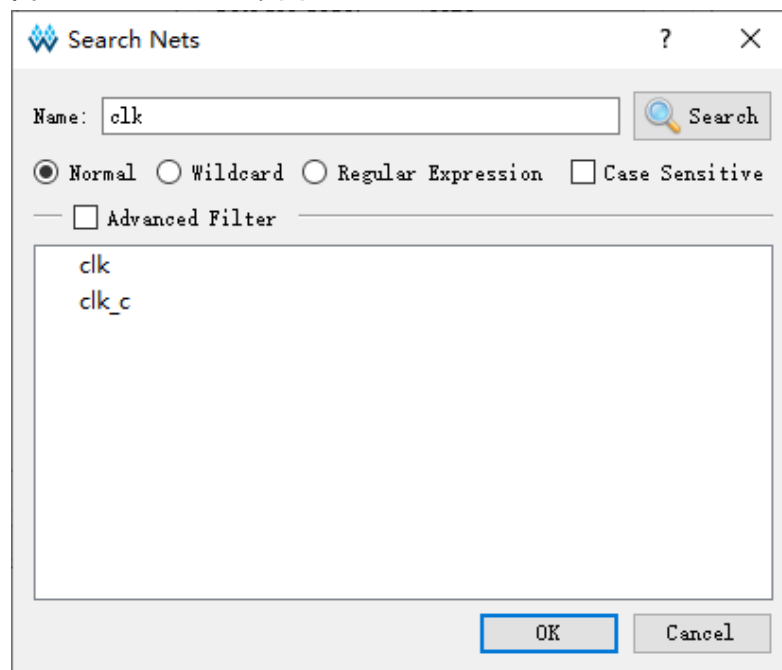 Search Nets
?
Name: clk
Search
Normal Wildcard Regular Expression Case Sensitive
Advanced Filter
clk
clk_c
OK Cancel